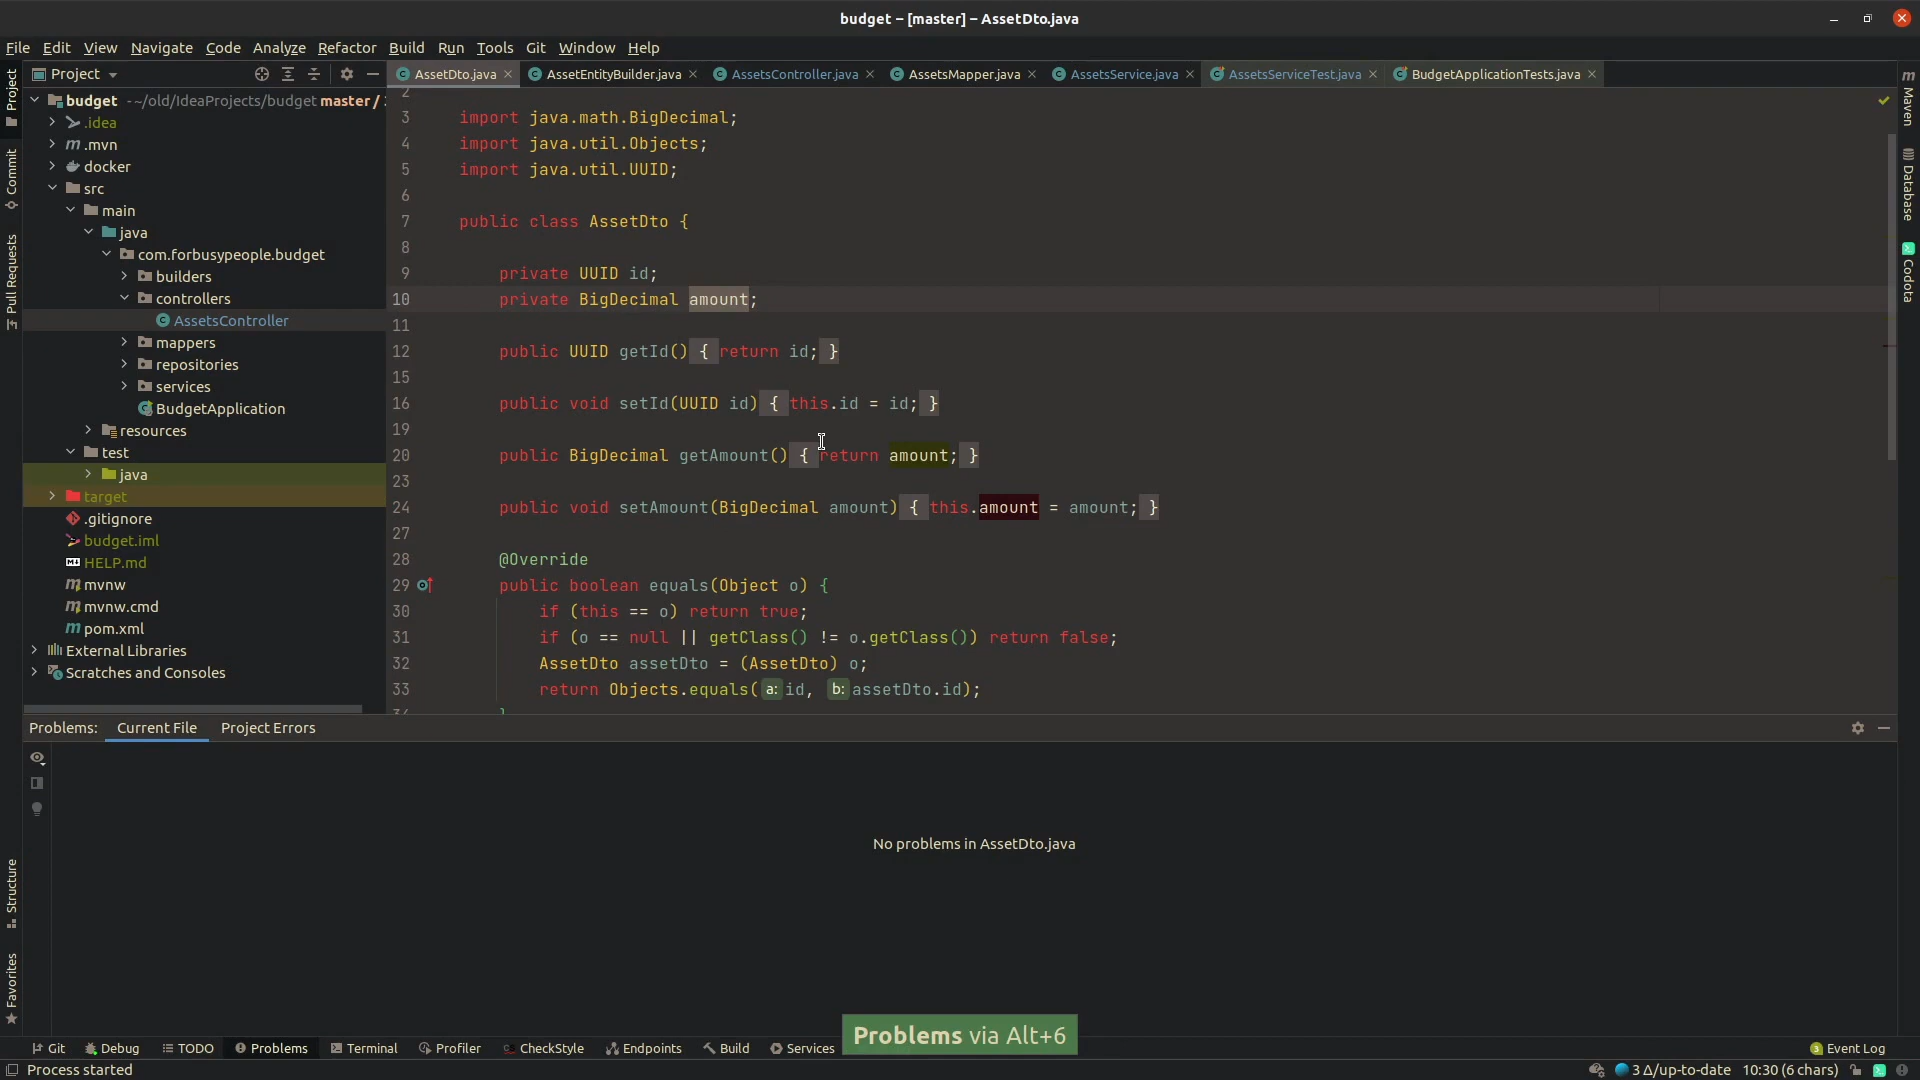 budget – [master] – AssetDto.java
File Edit View Navigate Code Analyze Refactor Build Run Tools Git Window Help
Project
AssetDto.java
AssetEntityBuilder.java
AssetsController.java
AssetsMapper.java
AssetsService.java
AssetsServiceTest.java
BudgetApplicationTests.java
Project
Commit
Pull Requests
Structure
Favorites
budget - ~/old/IdeaProjects/budget master /
.idea
.mvn
docker
src
main
java
com.forbusypeople.budget
builders
controllers
AssetsController
mappers
repositories
services
BudgetApplication
resources
test
java
target
.gitignore
budget.iml
HELP.md
mvnw
mvnw.cmd
pom.xml
External Libraries
Scratches and Consoles
2
3 import java.math.BigDecimal;
4 import java.util.Objects;
5 import java.util.UUID;
6
7 public class AssetDto {
8
9 private UUID id;
10 private BigDecimal amount;
11
12 public UUID getId() { return id; }
15
16 public void setId(UUID id) { this.id = id; }
19
20 public BigDecimal getAmount() { return amount; }
23
24 public void setAmount(BigDecimal amount) { this.amount = amount; }
27
28 @Override
29 public boolean equals(Object o) {
30 if (this == o) return true;
31 if (o == null || getClass() != o.getClass()) return false;
32 AssetDto assetDto = (AssetDto) o;
33 return Objects.equals( a: id, b: assetDto.id);
34 }
Maven
Database
Codota
Problems: Current File Project Errors
No problems in AssetDto.java
Problems via Alt+6
Git Debug TODO Problems Terminal Profiler CheckStyle Endpoints Build Services
3 Event Log
Process started
3 Δ/up-to-date 10:30 (6 chars)